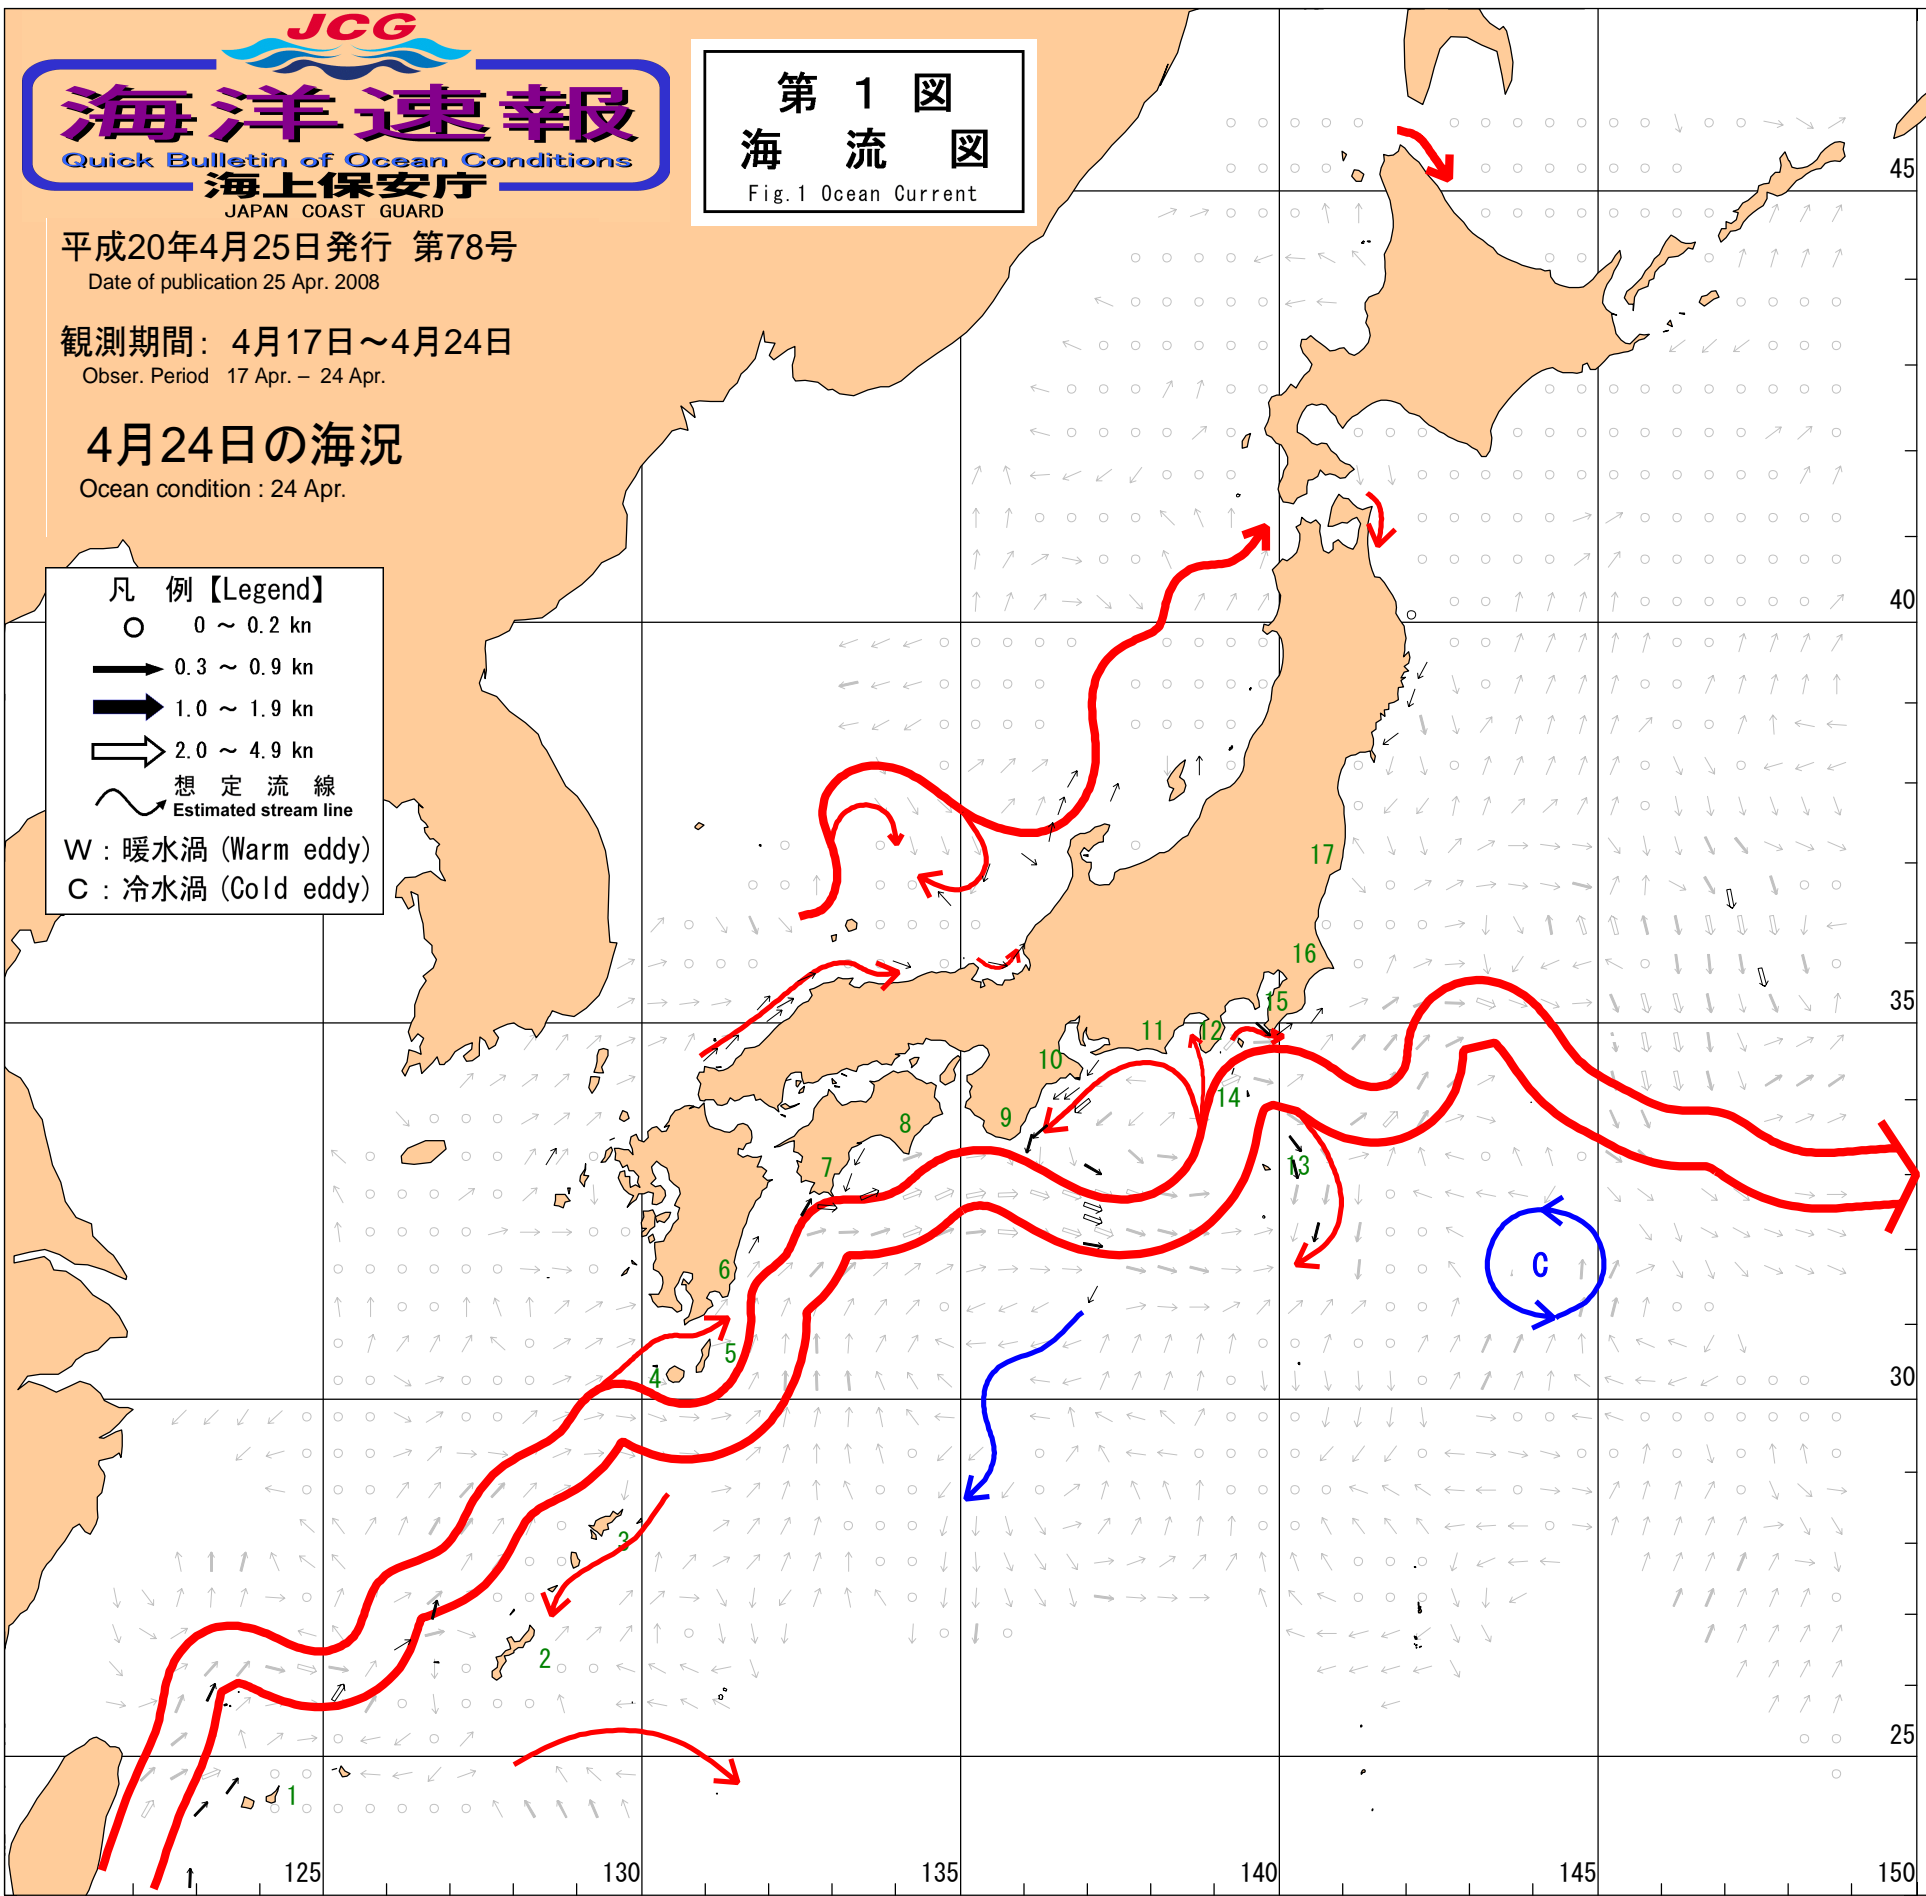 JCG
海洋速報
Quick Bulletin of Ocean Conditions
海上保安庁
JAPAN COAST GUARD
平成20年4月25日発行 第78号
Date of publication 25 Apr. 2008
観測期間： 4月17日～4月24日
Obser. Period 17 Apr. – 24 Apr.
4月24日の海況
Ocean condition : 24 Apr.
第 1 図
海 流 図
Fig.1 Ocean Current
凡 例【Legend】
0 ～ 0.2 kn
0.3 ～ 0.9 kn
1.0 ～ 1.9 kn
2.0 ～ 4.9 kn
想 定 流 線
Estimated stream line
W : 暖水渦 (Warm eddy)
C : 冷水渦 (Cold eddy)
45
40
17
16
35
15
12
11
10
14
9
8
13
7
C
6
5
4
30
3
2
25
1
125
130
135
140
145
150